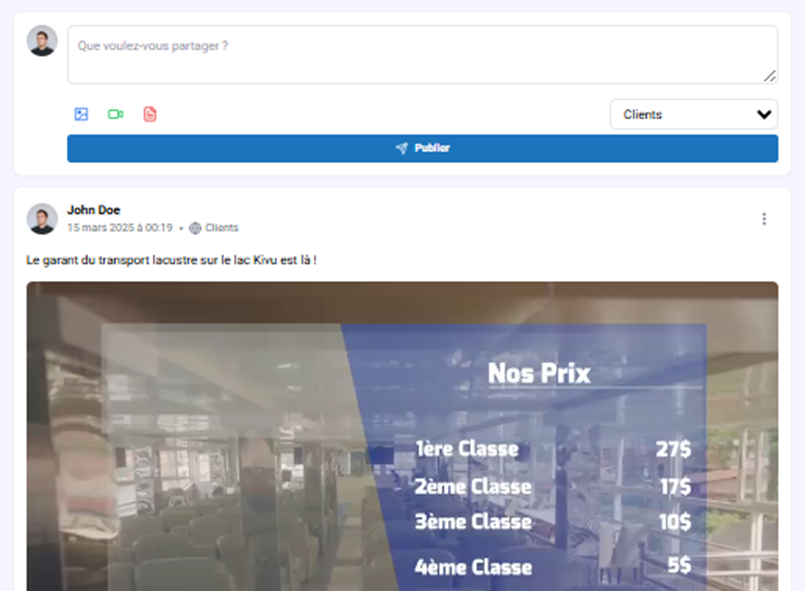 Que voulez-vous partager ?
Clients
Publier
John Doe
15 mars 2025 à 00:19 • Clients
Le garant du transport lacustre sur le lac Kivu est là !
Nos Prix
1ère Classe 27$
2ème Classe 17$
3ème Classe 10$
4ème Classe 5$